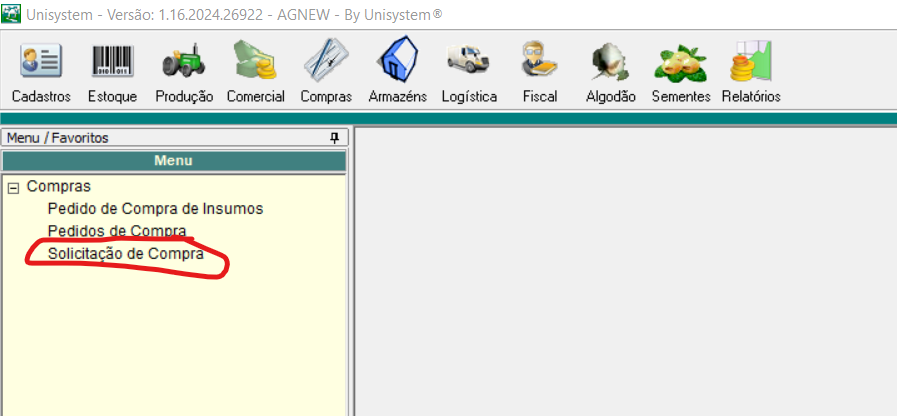 Unisystem - Versão: 1.16.2024.26922 - AGNEW - By Unisystem®
Cadastros Estoque Produção Comercial Compras Armazéns Logística Fiscal Algodão Sementes Relatórios
Menu / Favoritos
Menu
Compras
Pedido de Compra de Insumos
Pedidos de Compra
Solicitação de Compra